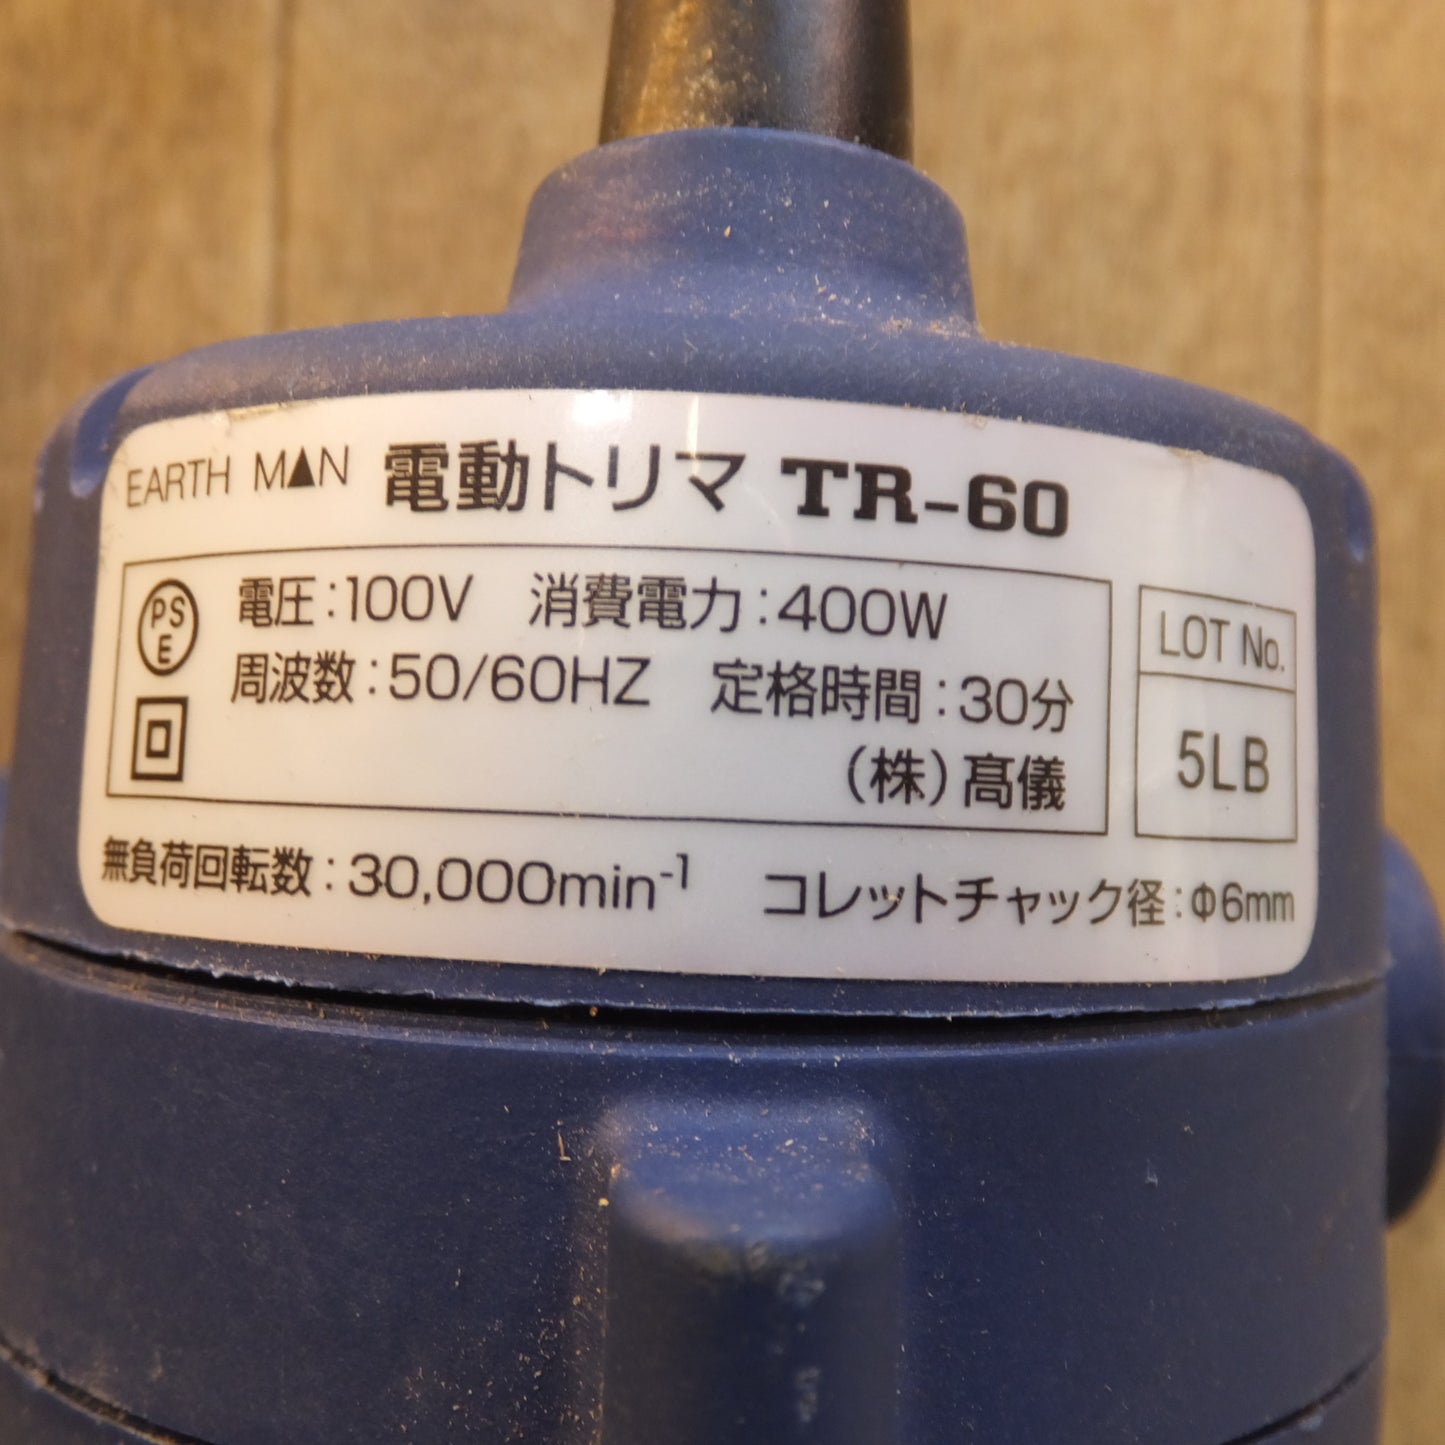 EARTH MAN 電動トリマ TR-60
PS
E
電圧:100V 消費電力:400W
周波数:50/60HZ 定格時間:30分
(株)髙儀
LOT No.
5LB
無負荷回転数:30,000min⁻¹ コレットチャック径:Φ6mm